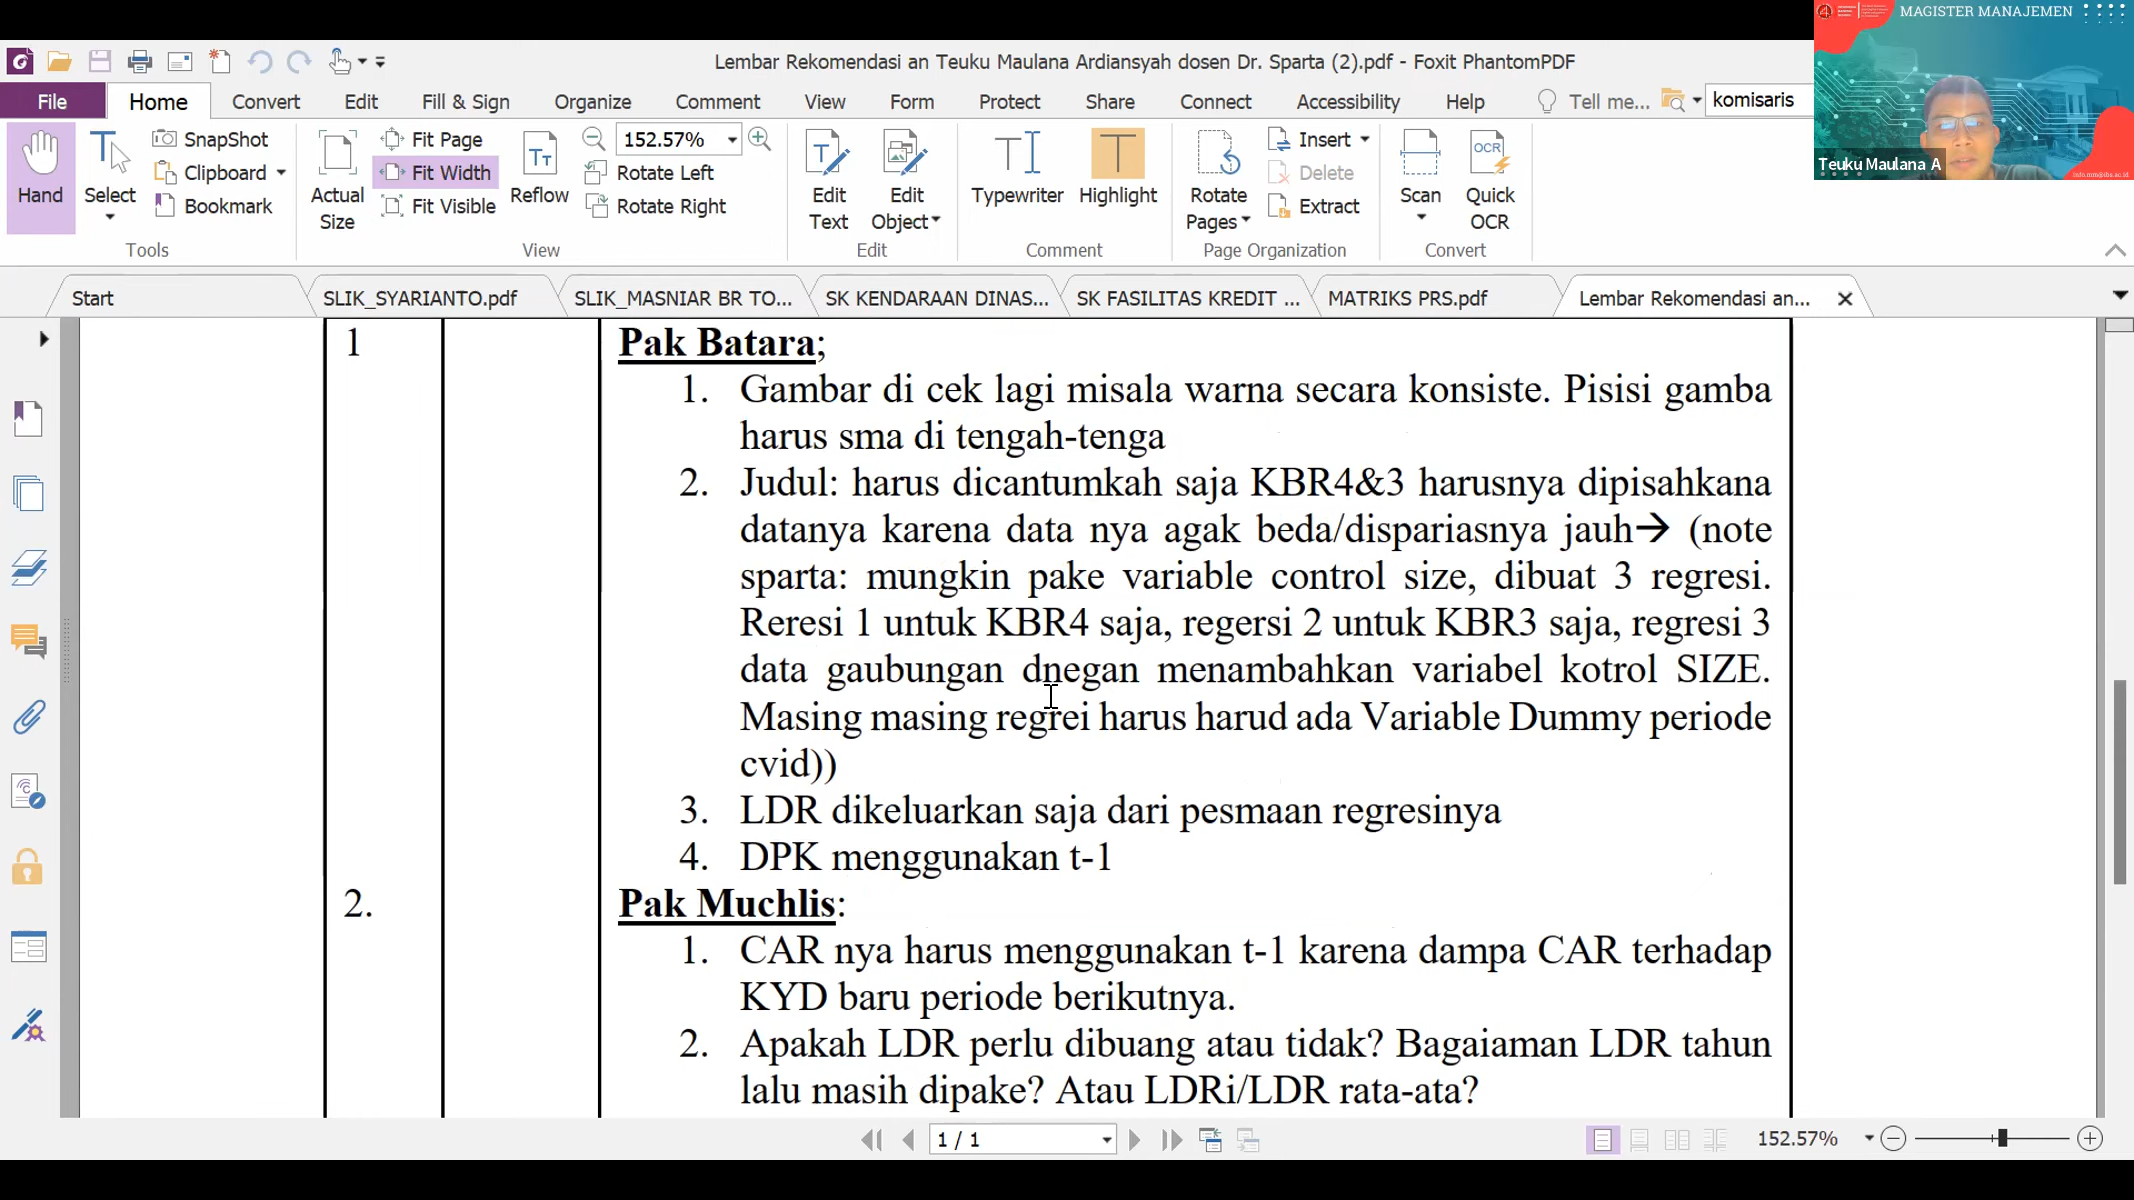 MAGISTER MANAJEMEN
Lembar Rekomendasi an Teuku Maulana Ardiansyah dosen Dr. Sparta (2).pdf - Foxit PhantomPDF
File Home Convert Edit Fill & Sign Organize Comment View Form Protect Share Connect Accessibility Help Tell me... komisaris
Teuku Maulana A
info.mm@ibs.ac.id
Hand
Select
SnapShot
Clipboard
Bookmark
Tools
Actual Size
Fit Page
Fit Width
Fit Visible
Reflow
152.57%
Rotate Left
Rotate Right
View
Edit Text
Edit Object
Edit
Typewriter
Highlight
Comment
Rotate Pages
Insert
Delete
Extract
Page Organization
Scan
OCR
Quick OCR
Convert
Start SLIK_SYARIANTO.pdf SLIK_MASNIAR BR TO... SK KENDARAAN DINAS... SK FASILITAS KREDIT ... MATRIKS PRS.pdf Lembar Rekomendasi an...
1 Pak Batara;
1. Gambar di cek lagi misala warna secara konsiste. Pisisi gamba
harus sma di tengah-tenga
2. Judul: harus dicantumkah saja KBR4&3 harusnya dipisahkana
datanya karena data nya agak beda/dispariasnya jauh→ (note
sparta: mungkin pake variable control size, dibuat 3 regresi.
Reresi 1 untuk KBR4 saja, regersi 2 untuk KBR3 saja, regresi 3
data gaubungan dnegan menambahkan variabel kotrol SIZE.
Masing masing regrei harus harud ada Variable Dummy periode
cvid))
3. LDR dikeluarkan saja dari pesmaan regresinya
4. DPK menggunakan t-1
2. Pak Muchlis:
1. CAR nya harus menggunakan t-1 karena dampa CAR terhadap
KYD baru periode berikutnya.
2. Apakah LDR perlu dibuang atau tidak? Bagaiaman LDR tahun
lalu masih dipake? Atau LDRi/LDR rata-ata?
1 / 1
152.57%